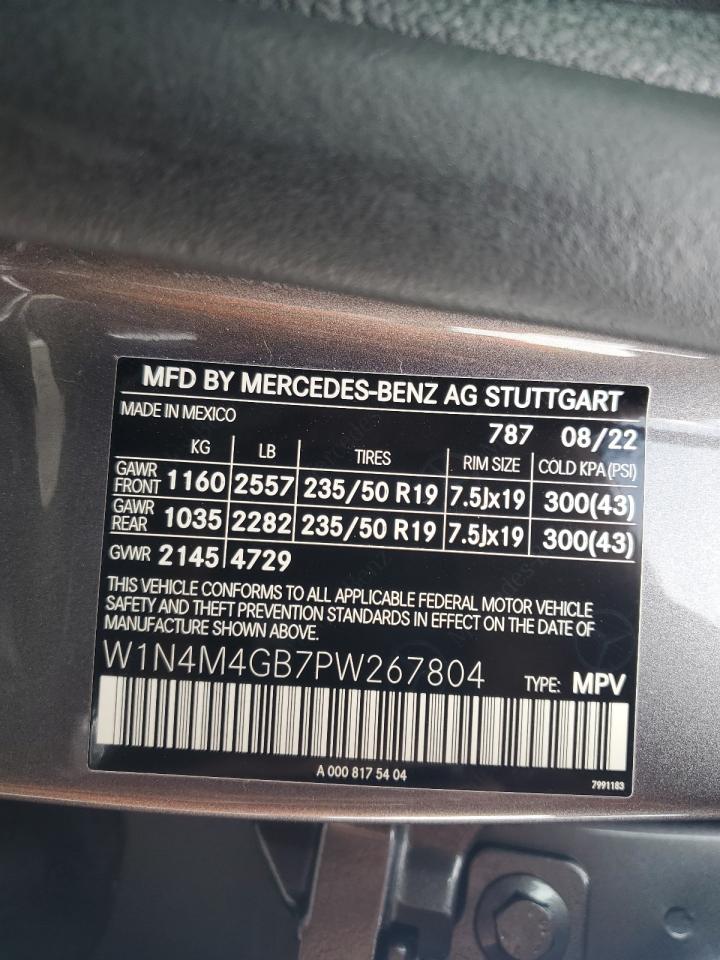 MFD BY MERCEDES-BENZ AG STUTTGART
MADE IN MEXICO
787 08/22
KG LB TIRES RIM SIZE COLD KPA (PSI)
GAWR FRONT 1160 2557 235/50 R19 7.5Jx19 300(43)
GAWR REAR 1035 2282 235/50 R19 7.5Jx19 300(43)
GVWR 2145 4729
THIS VEHICLE CONFORMS TO ALL APPLICABLE FEDERAL MOTOR VEHICLE
SAFETY AND THEFT PREVENTION STANDARDS IN EFFECT ON THE DATE OF
MANUFACTURE SHOWN ABOVE.
W1N4M4GB7PW267804 TYPE: MPV
A 000 817 54 04
7991183